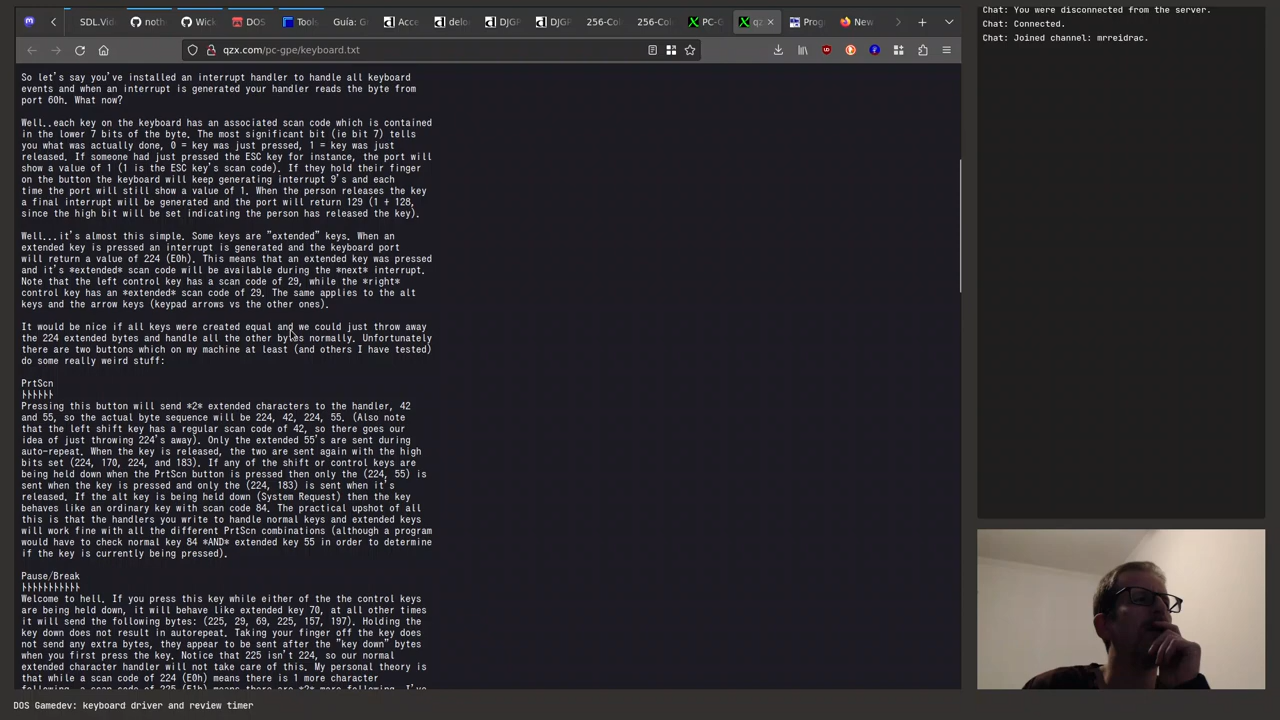 SDL.Vid
noth
Wick
DOS
Tools
Guía: G
Acce
delo
DJGP
DJGP
256-Col
256-Col
PC-G
qz
Prog
New
qzx.com/pc-gpe/keyboard.txt
So let's say you've installed an interrupt handler to handle all keyboard
events and when an interrupt is generated your handler reads the byte from
port 60h. What now?
Well..each key on the keyboard has an associated scan code which is contained
in the lower 7 bits of the byte. The most significant bit (ie bit 7) tells
you what was actually done, 0 = key was just pressed, 1 = key was just
released. If someone had just pressed the ESC key for instance, the port will
show a value of 1 (1 is the ESC key's scan code). If they hold their finger
on the button the keyboard will keep generating interrupt 9's and each
time the port will still show a value of 1. When the person releases the key
a final interrupt will be generated and the port will return 129 (1 + 128,
since the high bit will be set indicating the person has released the key).
Well...it's almost this simple. Some keys are "extended" keys. When an
extended key is pressed an interrupt is generated and the keyboard port
will return a value of 224 (E0h). This means that an extended key was pressed
and it's *extended* scan code will be available during the *next* interrupt.
Note that the left control key has a scan code of 29, while the *right*
control key has an *extended* scan code of 29. The same applies to the alt
keys and the arrow keys (keypad arrows vs the other ones).
It would be nice if all keys were created equal and we could just throw away
the 224 extended bytes and handle all the other bytes normally. Unfortunately
there are two buttons which on my machine at least (and others I have tested)
do some really weird stuff:
PrtScn
Pressing this button will send *2* extended characters to the handler, 42
and 55, so the actual byte sequence will be 224, 42, 224, 55. (Also note
that the left shift key has a regular scan code of 42, so there goes our
idea of just throwing 224's away). Only the extended 55's are sent during
auto-repeat. When the key is released, the two are sent again with the high
bits set (224, 170, 224, and 183). If any of the shift or control keys are
being held down when the PrtScn button is pressed then only the (224, 55) is
sent when the key is pressed and only the (224, 183) is sent when it's
released. If the alt key is being held down (System Request) then the key
behaves like an ordinary key with scan code 84. The practical upshot of all
this is that the handlers you write to handle normal keys and extended keys
will work fine with all the different PrtScn combinations (although a program
would have to check normal key 84 *AND* extended key 55 in order to determine
if the key is currently being pressed).
Pause/Break
Welcome to hell. If you press this key while either of the the control keys
are being held down, it will behave like extended key 70, at all other times
it will send the following bytes: (225, 29, 69, 225, 157, 197). Holding the
key down does not result in autorepeat. Taking your finger off the key does
not send any extra bytes, they appear to be sent after the "key down" bytes
when you first press the key. Notice that 225 isn't 224, so our normal
extended character handler will not take care of this. My personal theory is
that while a scan code of 224 (E0h) means there is 1 more character
following, a scan code of 225 (E1h) means there are *2* more following. I've
Chat: You were disconnected from the server.
Chat: Connected.
Chat: Joined channel: mrreidrac.
DOS Gamedev: keyboard driver and review timer